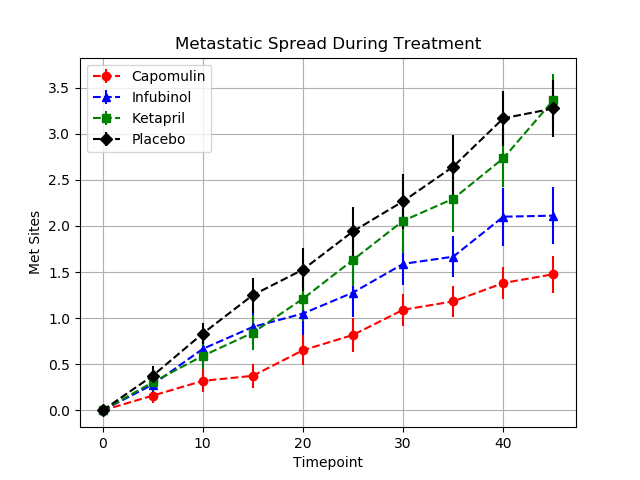 Metastatic Spread During Treatment
Capomulin
Infubinol
Ketapril
Placebo
3.5
3.0
2.5
2.0
1.5
1.0
0.5
0.0
Met Sites
0 10 20 30 40
Timepoint